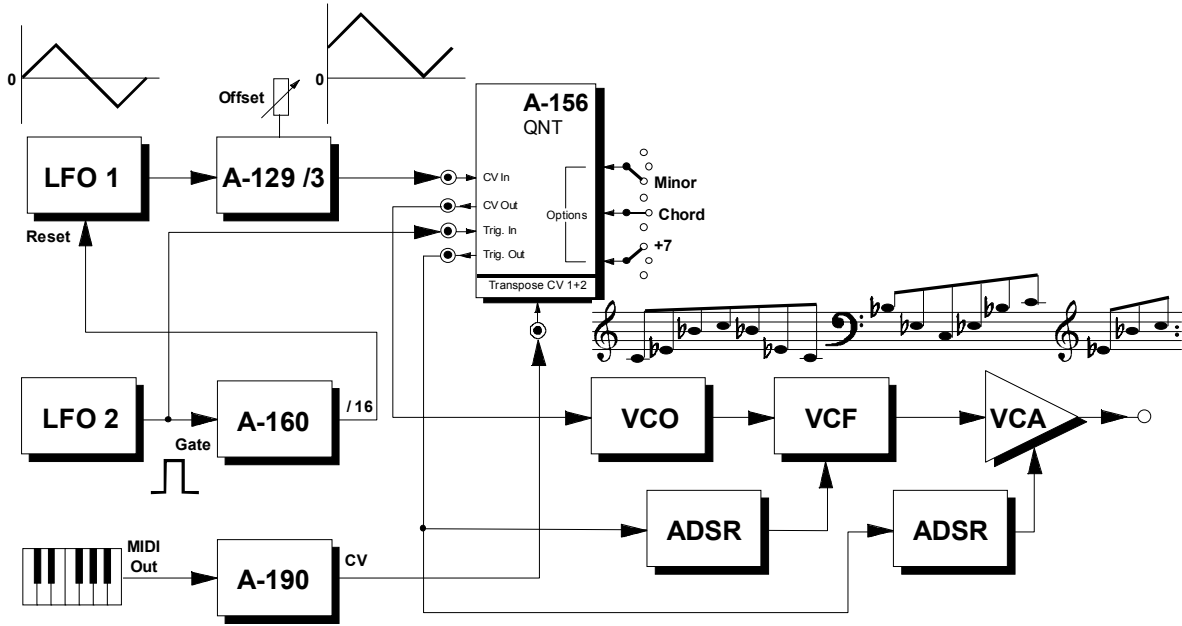 0
0
Offset
A-156
QNT
LFO 1
A-129 /3
CV In
CV Out
Trig. In
Trig. Out
Options
Minor
Chord
+7
Reset
Transpose CV 1+2
LFO 2
A-160
/ 16
Gate
VCO
VCF
VCA
ADSR
ADSR
MIDI
Out
A-190
CV